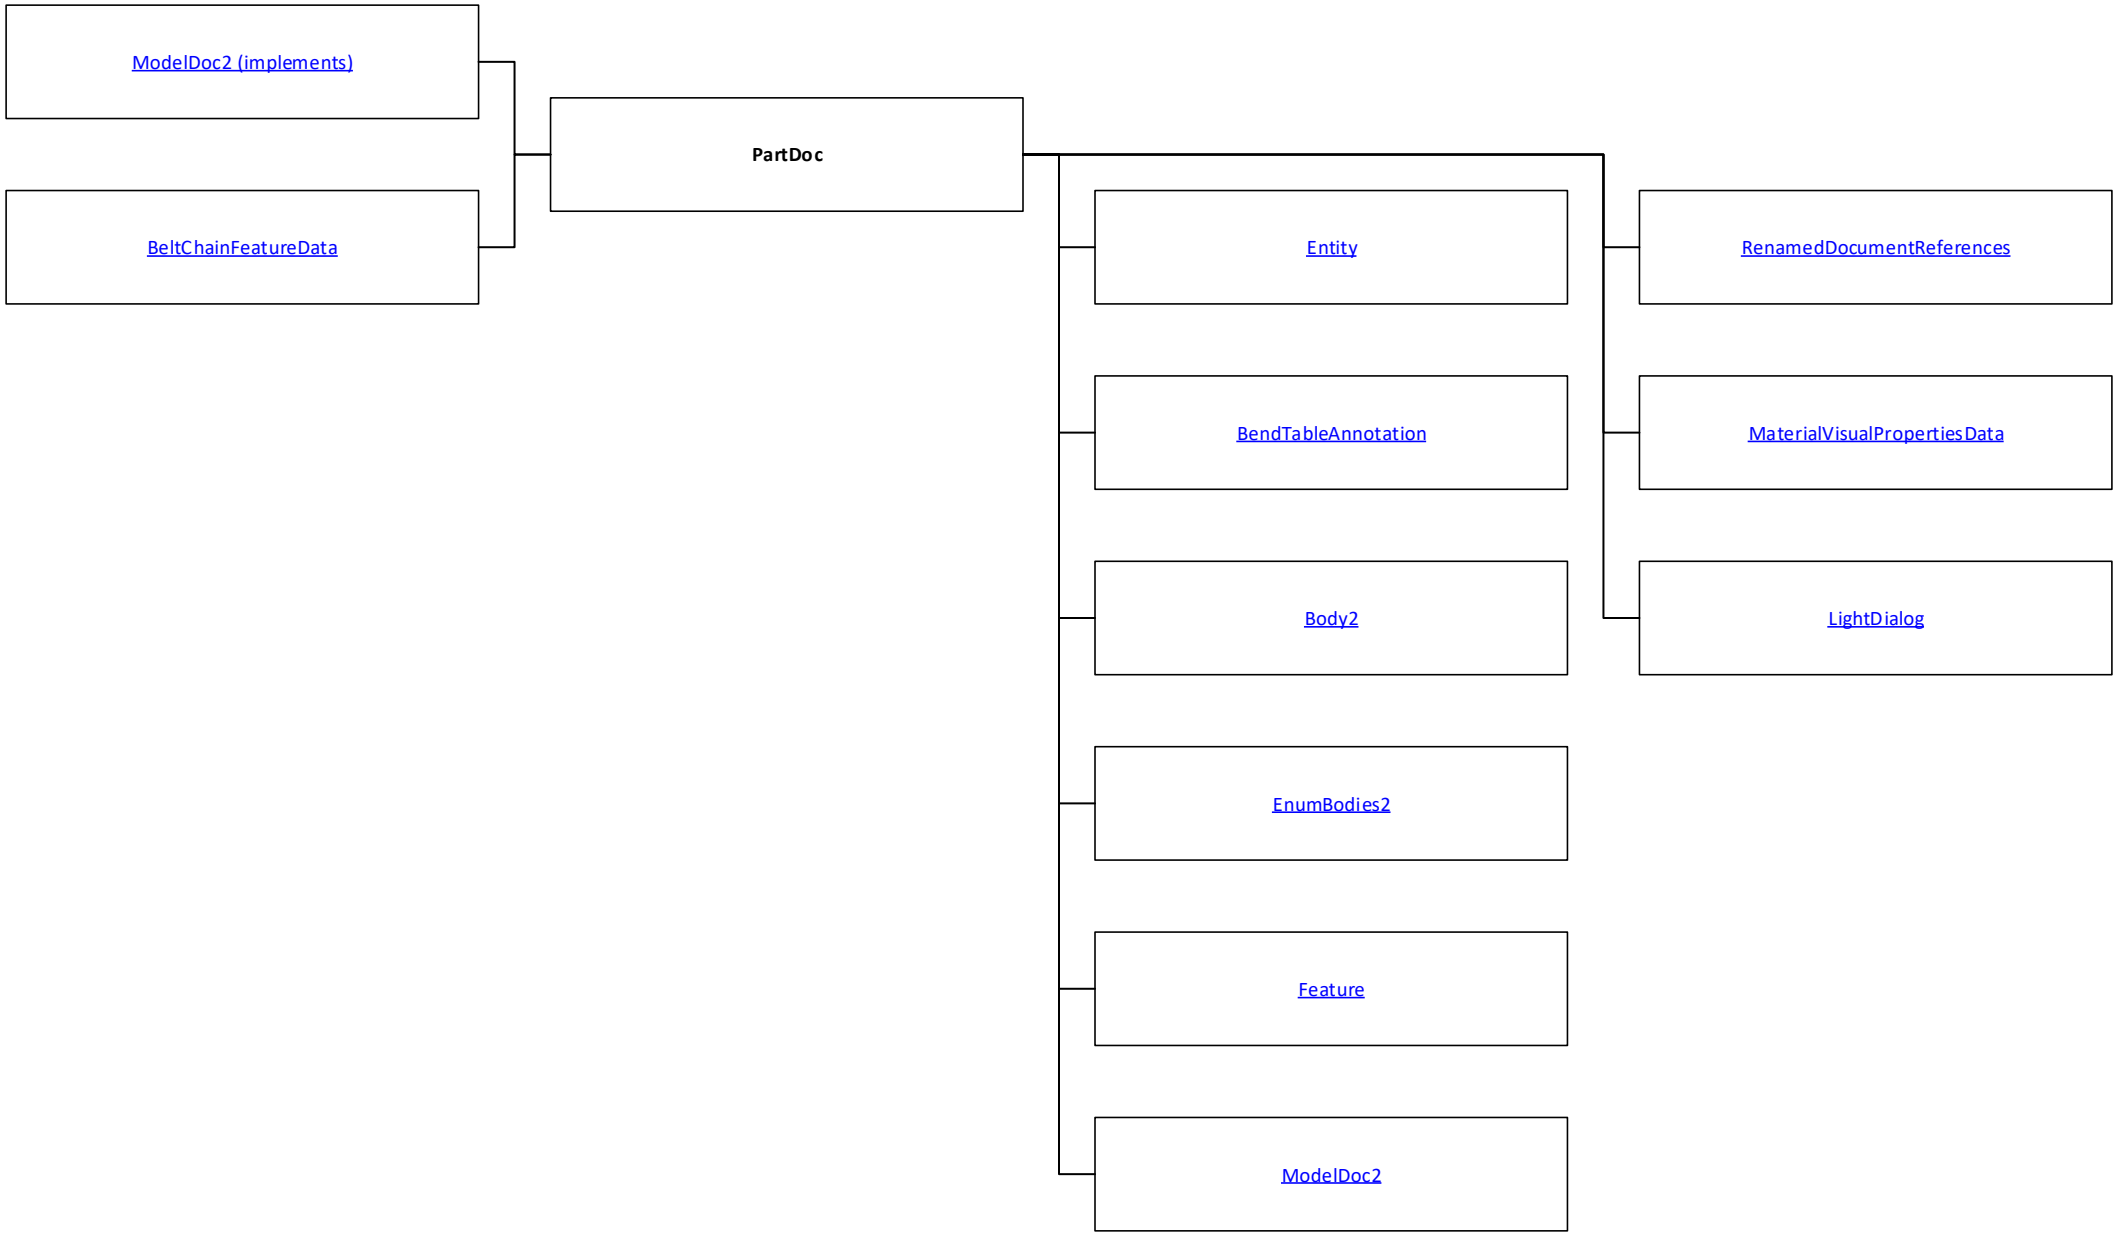 ModelDoc2 (implements)
PartDoc
BeltChainFeatureData
Entity
RenamedDocumentReferences
BendTableAnnotation
MaterialVisualPropertiesData
Body2
LightDialog
EnumBodies2
Feature
ModelDoc2